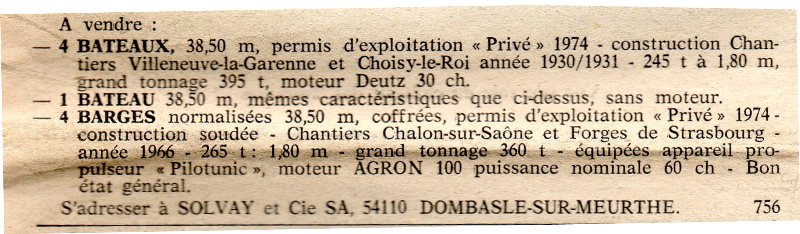 A vendre :
— 4 BATEAUX, 38,50 m, permis d'exploitation « Privé » 1974 - construction Chan-
tiers Villeneuve-la-Garenne et Choisy-le-Roi année 1930/1931 - 245 t à 1,80 m,
grand tonnage 395 t, moteur Deutz 30 ch.
— 1 BATEAU 38,50 m, mêmes caractéristiques que ci-dessus, sans moteur.
— 4 BARGES normalisées 38,50 m, coffrées, permis d'exploitation « Privé » 1974 -
construction soudée - Chantiers Chalon-sur-Saône et Forges de Strasbourg -
année 1966 - 265 t : 1,80 m - grand tonnage 360 t - équipées appareil pro-
pulseur « Pilotunic », moteur AGRON 100 puissance nominale 60 ch - Bon
état général.
S'adresser à SOLVAY et Cie SA, 54110 DOMBASLE-SUR-MEURTHE. 756